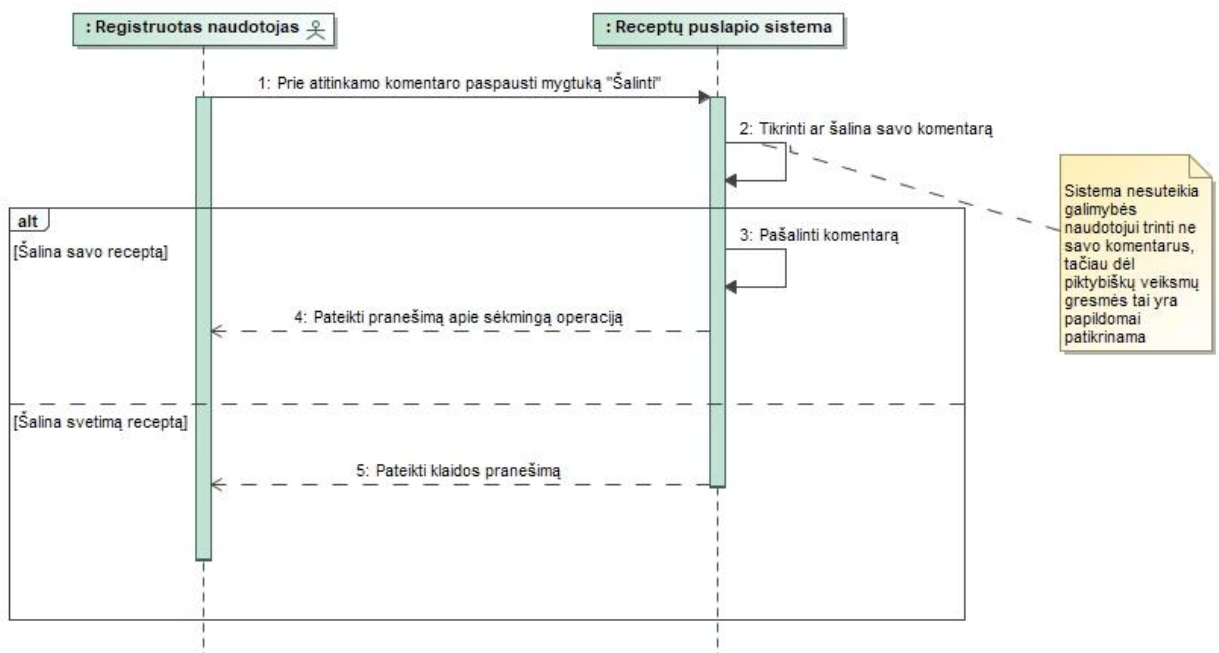 : Registruotas naudotojas
: Receptų puslapio sistema
1: Prie atitinkamo komentaro paspausti mygtuką "Šalinti"
2: Tikrinti ar šalina savo komentarą
Sistema nesuteikia
galimybės
naudotojui trinti ne
savo komentarus,
tačiau dėl
piktybiškų veiksmų
gresmės tai yra
papildomai
patikrinama
alt
[Šalina savo receptą]
3: Pašalinti komentarą
4: Pateikti pranešimą apie sėkmingą operaciją
[Šalina svetimą receptą]
5: Pateikti klaidos pranešimą